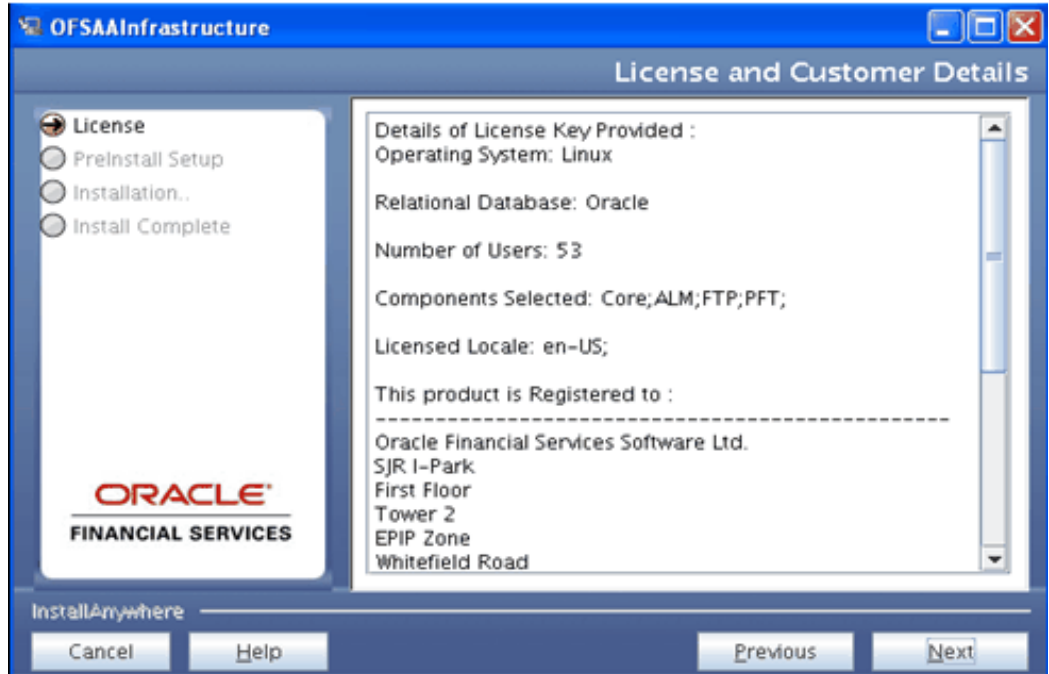 OFSAAInfrastructure
License and Customer Details
License
PreInstall Setup
Installation..
Install Complete
ORACLE
FINANCIAL SERVICES
Details of License Key Provided :
Operating System: Linux
Relational Database: Oracle
Number of Users: 53
Components Selected: Core;ALM;FTP;PFT;
Licensed Locale: en-US;
This product is Registered to :
------------------------------------------------
Oracle Financial Services Software Ltd.
SJR I-Park
First Floor
Tower 2
EPIP Zone
Whitefield Road
InstallAnywhere
Cancel Help Previous Next